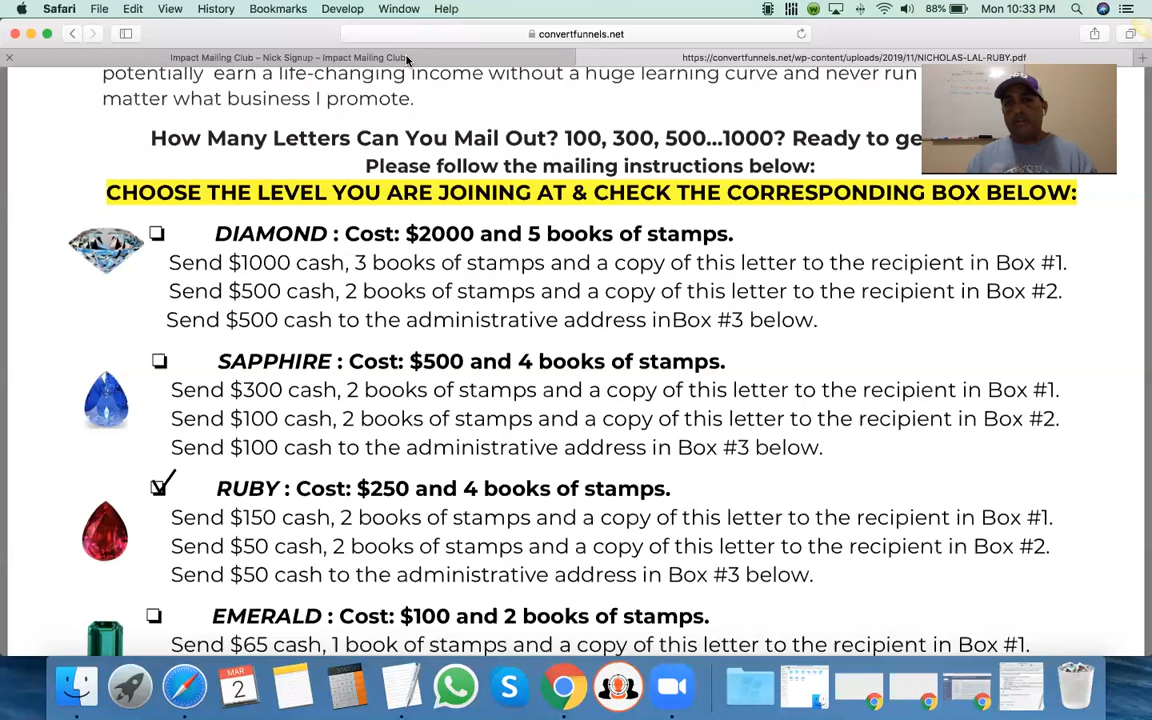 Safari File Edit View History Bookmarks Develop Window Help 88% Mon 10:33 PM
convertfunnels.net
Impact Mailing Club – Nick Signup – Impact Mailing Club
https://convertfunnels.net/wp-content/uploads/2019/11/NICHOLAS-LAL-RUBY.pdf
potentially earn a life-changing income without a huge learning curve and never run
matter what business I promote.
How Many Letters Can You Mail Out? 100, 300, 500...1000? Ready to ge
Please follow the mailing instructions below:
CHOOSE THE LEVEL YOU ARE JOINING AT & CHECK THE CORRESPONDING BOX BELOW:
DIAMOND : Cost: $2000 and 5 books of stamps.
Send $1000 cash, 3 books of stamps and a copy of this letter to the recipient in Box #1.
Send $500 cash, 2 books of stamps and a copy of this letter to the recipient in Box #2.
Send $500 cash to the administrative address inBox #3 below.
SAPPHIRE : Cost: $500 and 4 books of stamps.
Send $300 cash, 2 books of stamps and a copy of this letter to the recipient in Box #1.
Send $100 cash, 2 books of stamps and a copy of this letter to the recipient in Box #2.
Send $100 cash to the administrative address in Box #3 below.
RUBY : Cost: $250 and 4 books of stamps.
Send $150 cash, 2 books of stamps and a copy of this letter to the recipient in Box #1.
Send $50 cash, 2 books of stamps and a copy of this letter to the recipient in Box #2.
Send $50 cash to the administrative address in Box #3 below.
EMERALD : Cost: $100 and 2 books of stamps.
Send $65 cash, 1 book of stamps and a copy of this letter to the recipient in Box #1.
MAR
2